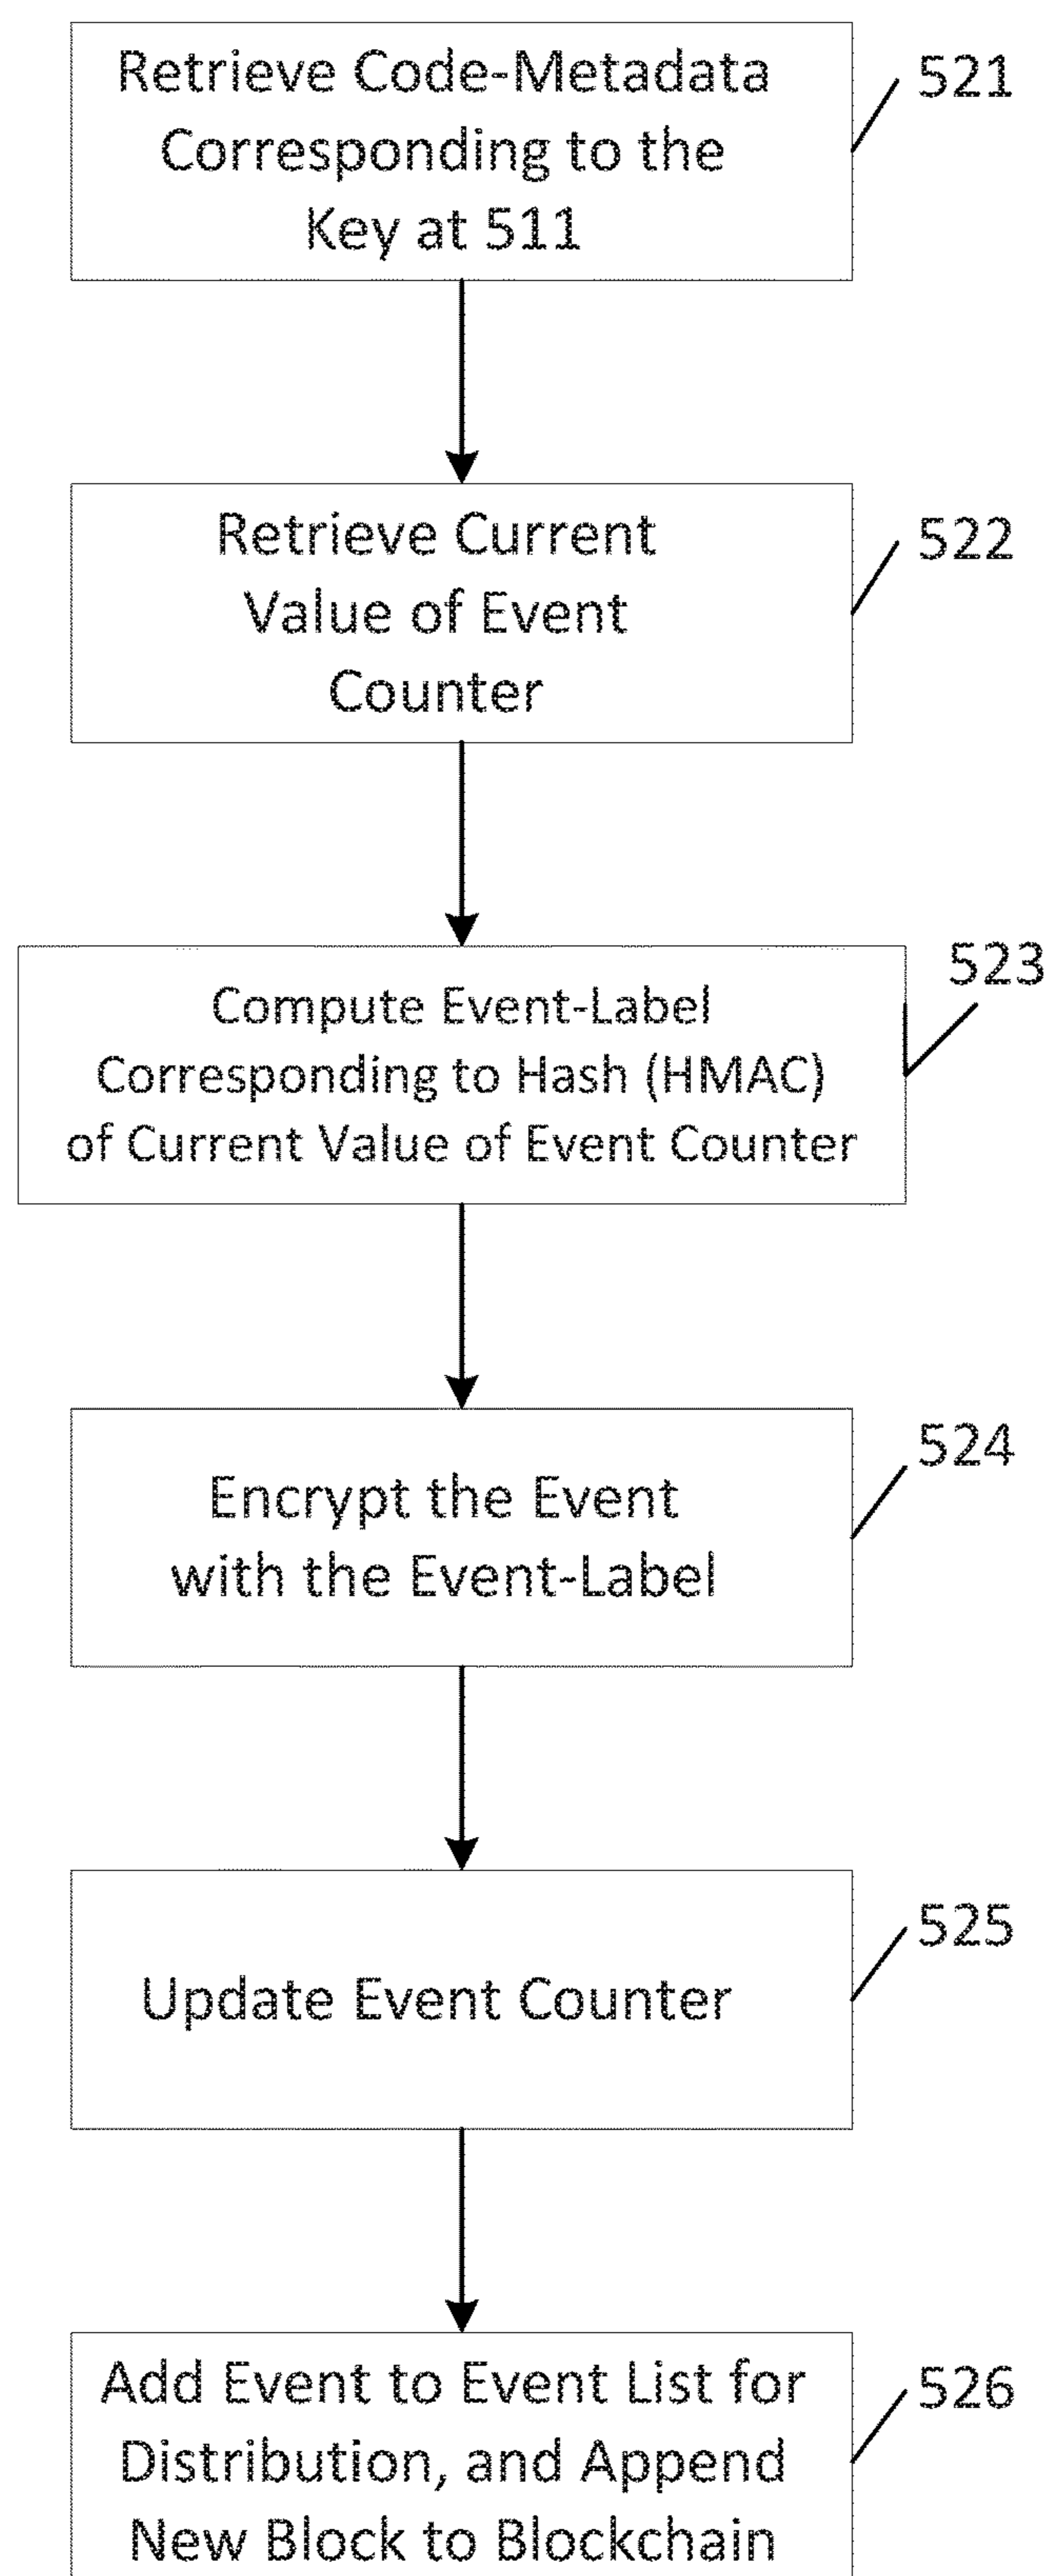 Retrieve Code-Metadata
Corresponding to the
Key at 511
521
Retrieve Current
Value of Event
Counter
522
Compute Event-Label
Corresponding to Hash (HMAC)
of Current Value of Event Counter
523
Encrypt the Event
with the Event-Label
524
Update Event Counter
525
Add Event to Event List for
Distribution, and Append
New Block to Blockchain
526